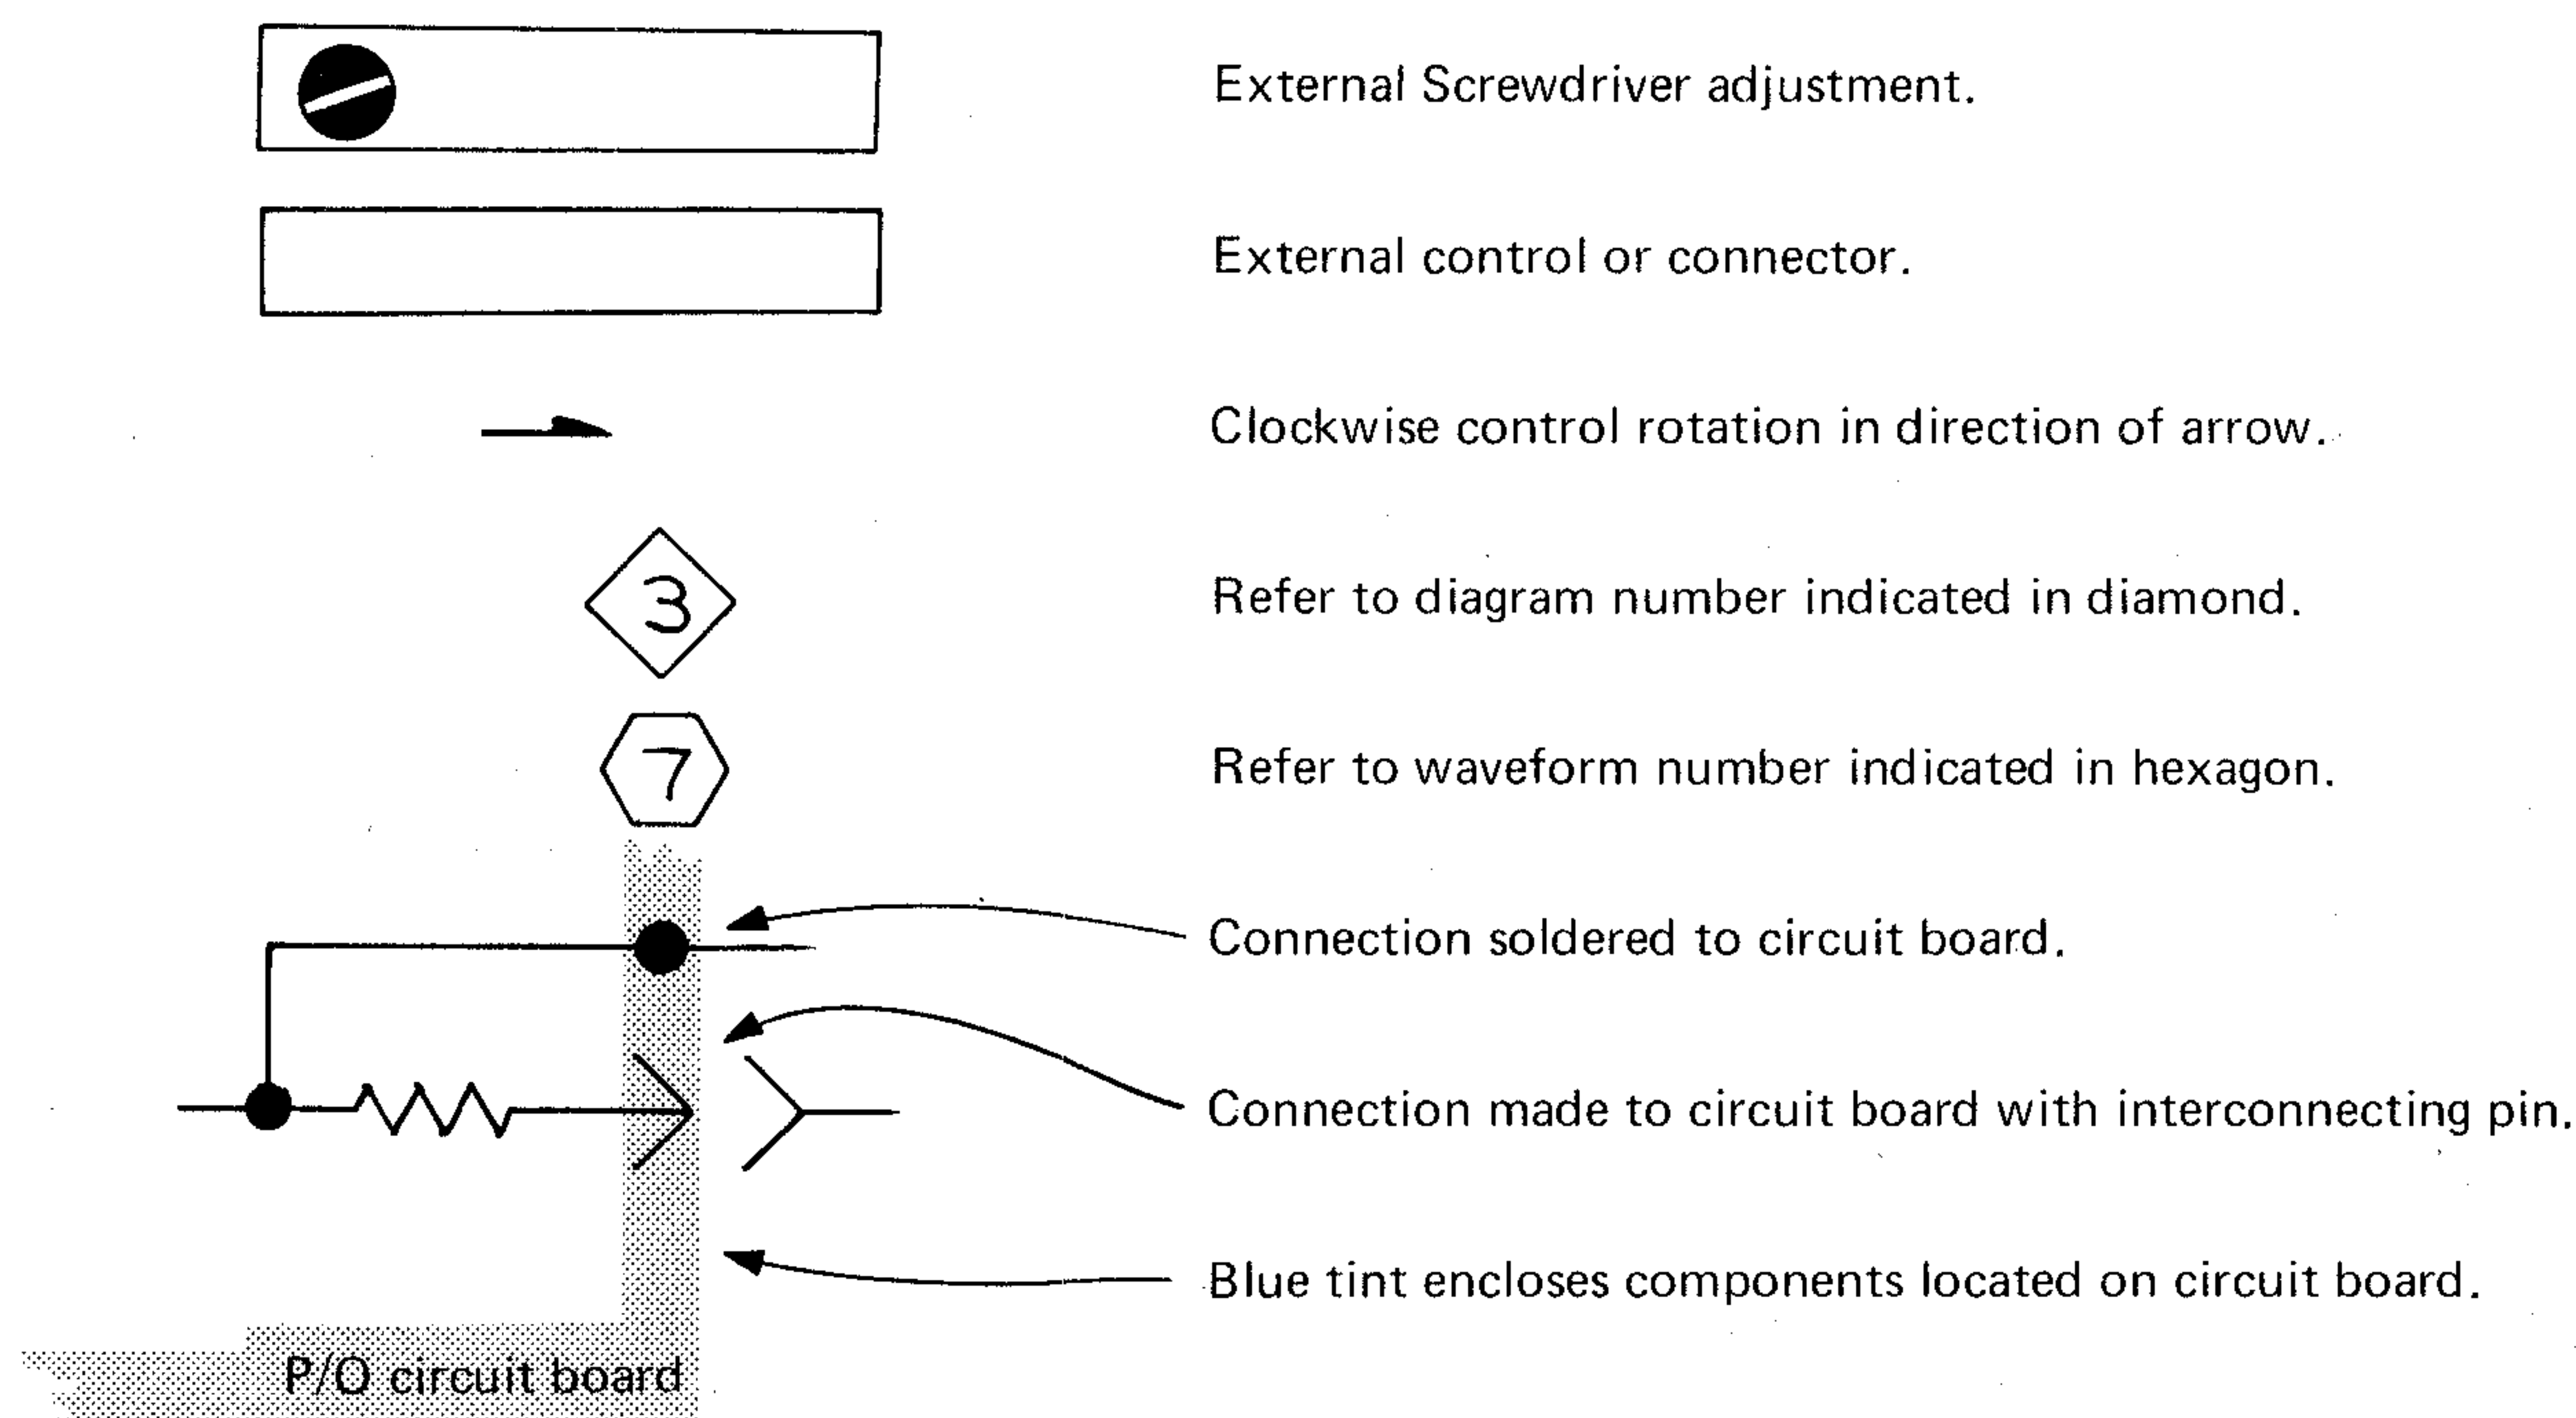 External Screwdriver adjustment.
External control or connector.
Clockwise control rotation in direction of arrow.
3
Refer to diagram number indicated in diamond.
7
Refer to waveform number indicated in hexagon.
Connection soldered to circuit board.
Connection made to circuit board with interconnecting pin.
Blue tint encloses components located on circuit board.
P/O circuit board